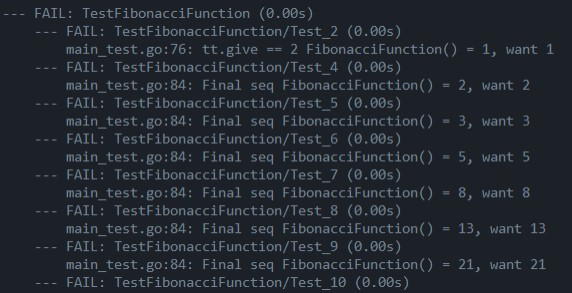 --- FAIL: TestFibonacciFunction (0.00s)
--- FAIL: TestFibonacciFunction/Test_2 (0.00s)
main_test.go:76: tt.give == 2 FibonacciFunction() = 1, want 1
--- FAIL: TestFibonacciFunction/Test_4 (0.00s)
main_test.go:84: Final seq FibonacciFunction() = 2, want 2
--- FAIL: TestFibonacciFunction/Test_5 (0.00s)
main_test.go:84: Final seq FibonacciFunction() = 3, want 3
--- FAIL: TestFibonacciFunction/Test_6 (0.00s)
main_test.go:84: Final seq FibonacciFunction() = 5, want 5
--- FAIL: TestFibonacciFunction/Test_7 (0.00s)
main_test.go:84: Final seq FibonacciFunction() = 8, want 8
--- FAIL: TestFibonacciFunction/Test_8 (0.00s)
main_test.go:84: Final seq FibonacciFunction() = 13, want 13
--- FAIL: TestFibonacciFunction/Test_9 (0.00s)
main_test.go:84: Final seq FibonacciFunction() = 21, want 21
--- FAIL: TestFibonacciFunction/Test_10 (0.00s)